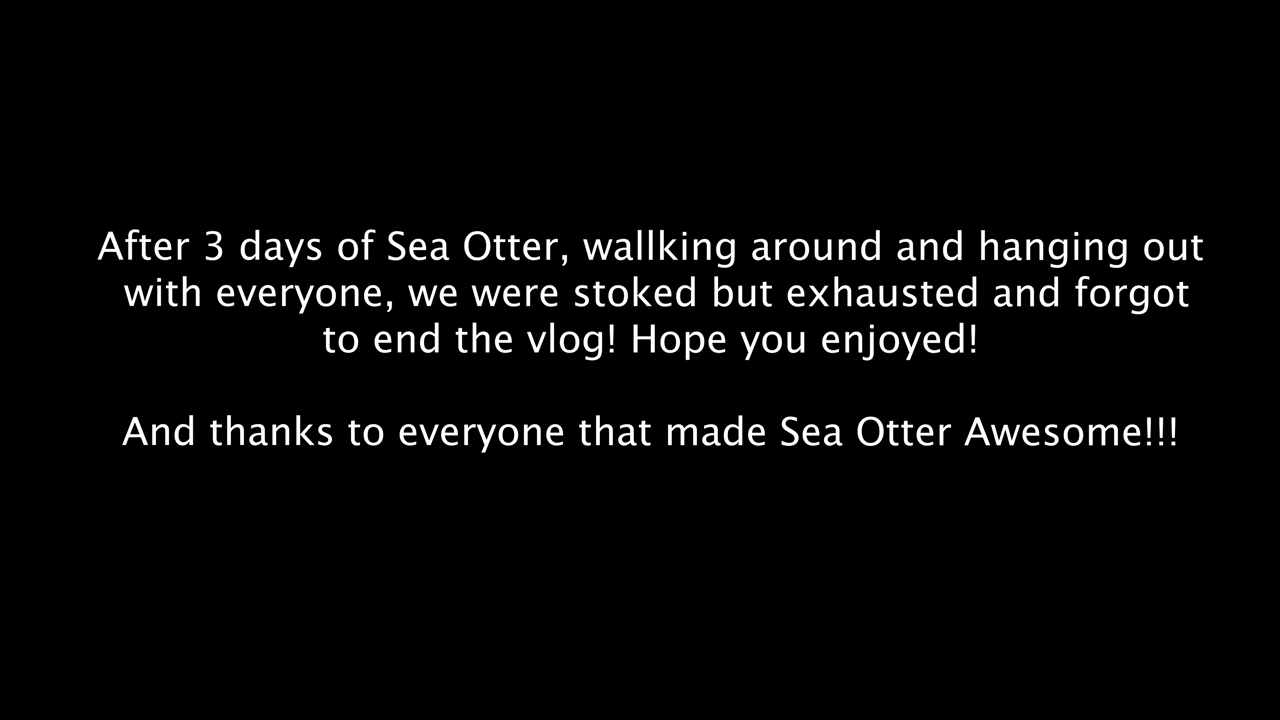 After 3 days of Sea Otter, wallking around and hanging out
with everyone, we were stoked but exhausted and forgot
to end the vlog! Hope you enjoyed!
And thanks to everyone that made Sea Otter Awesome!!!